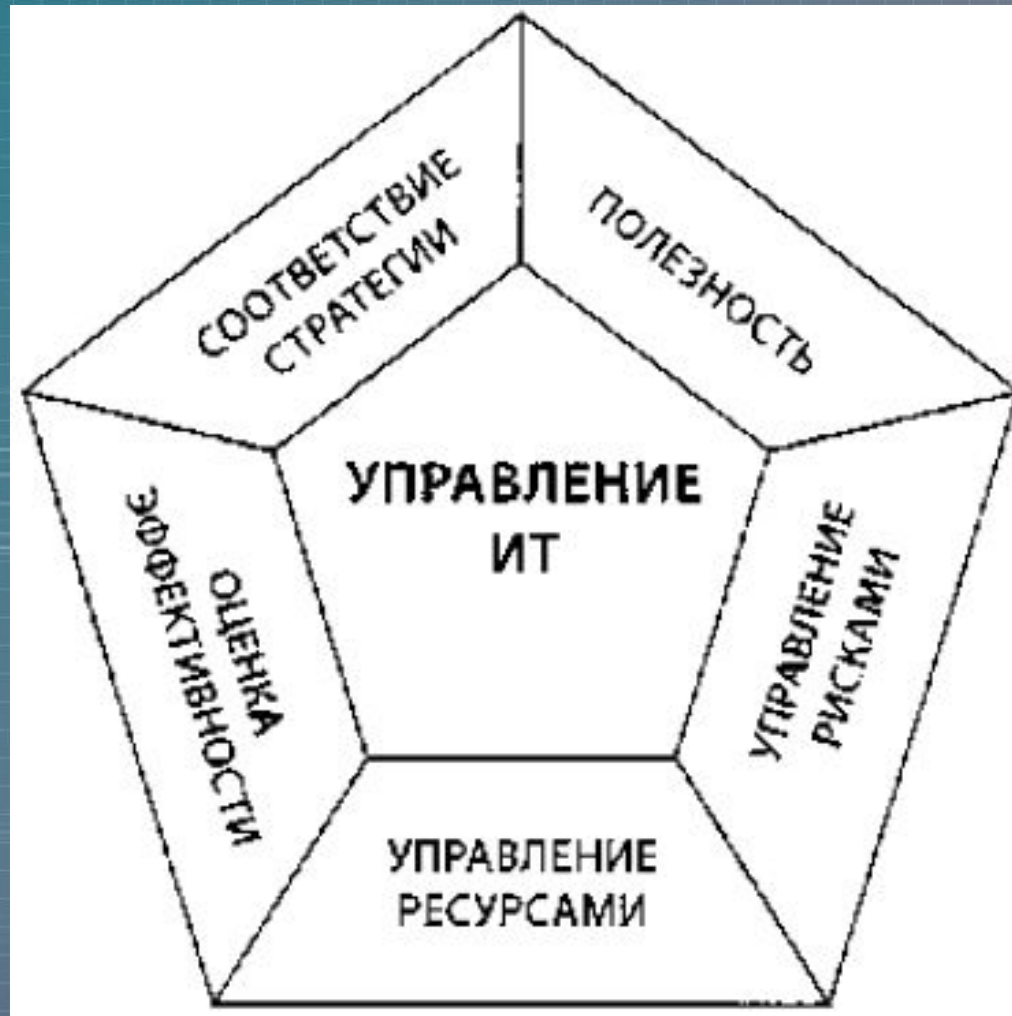 СООТВЕТСТВИЕ
СТРАТЕГИИ
ПОЛЕЗНОСТЬ
УПРАВЛЕНИЕ
ИТ
ОЦЕНКА
ЭФФЕКТИВНОСТИ
УПРАВЛЕНИЕ
РИСКАМИ
УПРАВЛЕНИЕ
РЕСУРСАМИ